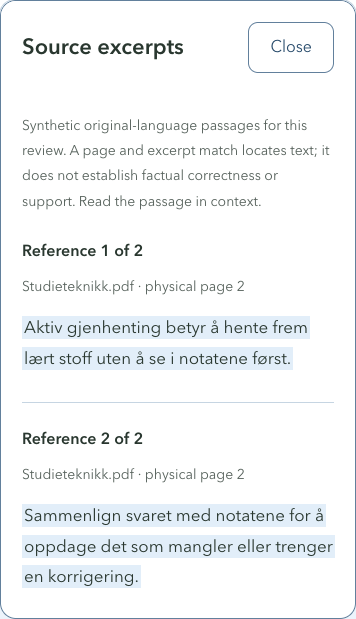 Source excerpts
Close
Synthetic original-language passages for this
review. A page and excerpt match locates text; it
does not establish factual correctness or
support. Read the passage in context.
Reference 1 of 2
Studieteknikk.pdf · physical page 2
Aktiv gjenhenting betyr å hente frem
lært stoff uten å se i notatene først.
Reference 2 of 2
Studieteknikk.pdf · physical page 2
Sammenlign svaret med notatene for å
oppdage det som mangler eller trenger
en korrigering.